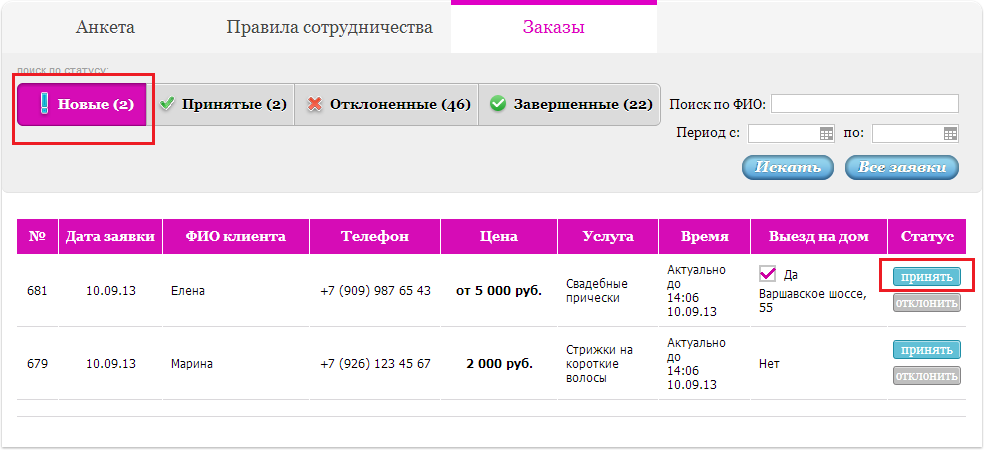 Анкета
Правила сотрудничества
Заказы
поиск по статусу:
Новые (2)
Принятые (2)
Отклоненные (46)
Завершенные (22)
Поиск по ФИО:
Период с:
по:
Искать
Все заявки
№ Дата заявки ФИО клиента Телефон Цена Услуга Время Выезд на дом Статус
681 10.09.13 Елена +7 (909) 987 65 43 от 5 000 руб.
Свадебные
прически
Актуально
до
14:06
10.09.13
Да
Варшавское шоссе,
55
принять
отклонить
679 10.09.13 Марина +7 (926) 123 45 67 2 000 руб.
Стрижки на
короткие
волосы
Актуально
до
14:06
10.09.13
Нет
принять
отклонить